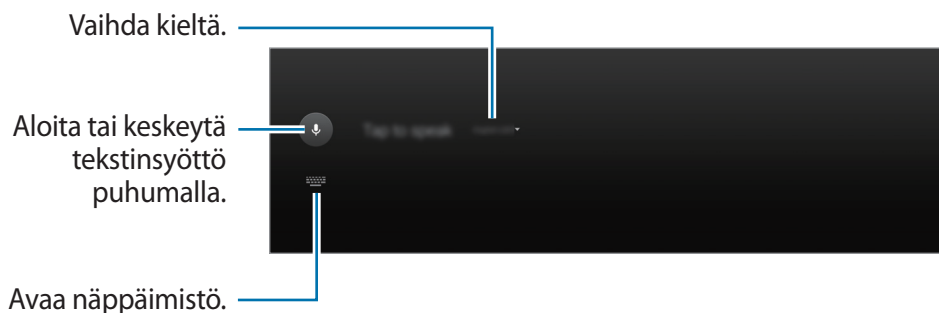 Vaihda kieltä.
Aloita tai keskeytä
tekstinsyöttö
puhumalla.
Tap to speak
Avaa näppäimistö.